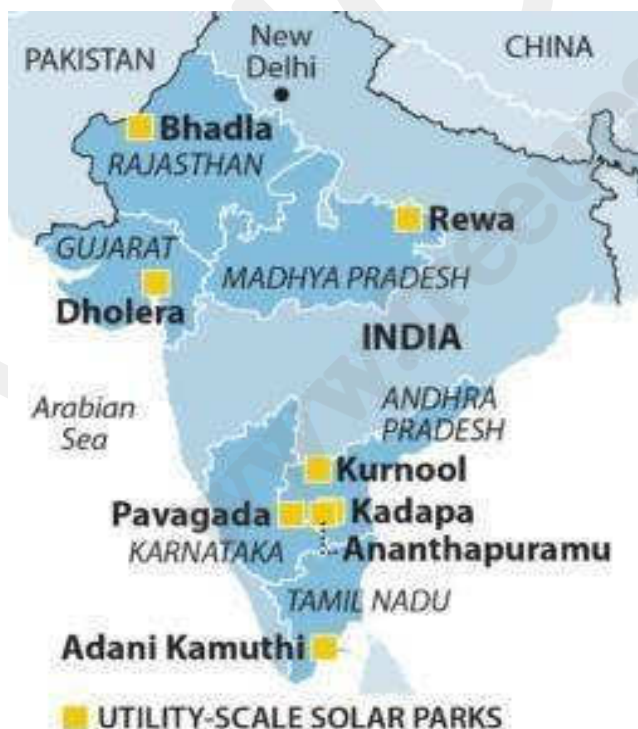 PAKISTAN
New
Delhi
CHINA
Bhadla
RAJASTHAN
Rewa
GUJARAT
MADHYA PRADESH
Dholera
INDIA
Arabian
Sea
ANDHRA
PRADESH
Kurnool
Pavagada
Kadapa
KARNATAKA
Ananthapuramu
TAMIL NADU
Adani Kamuthi
UTILITY-SCALE SOLAR PARKS